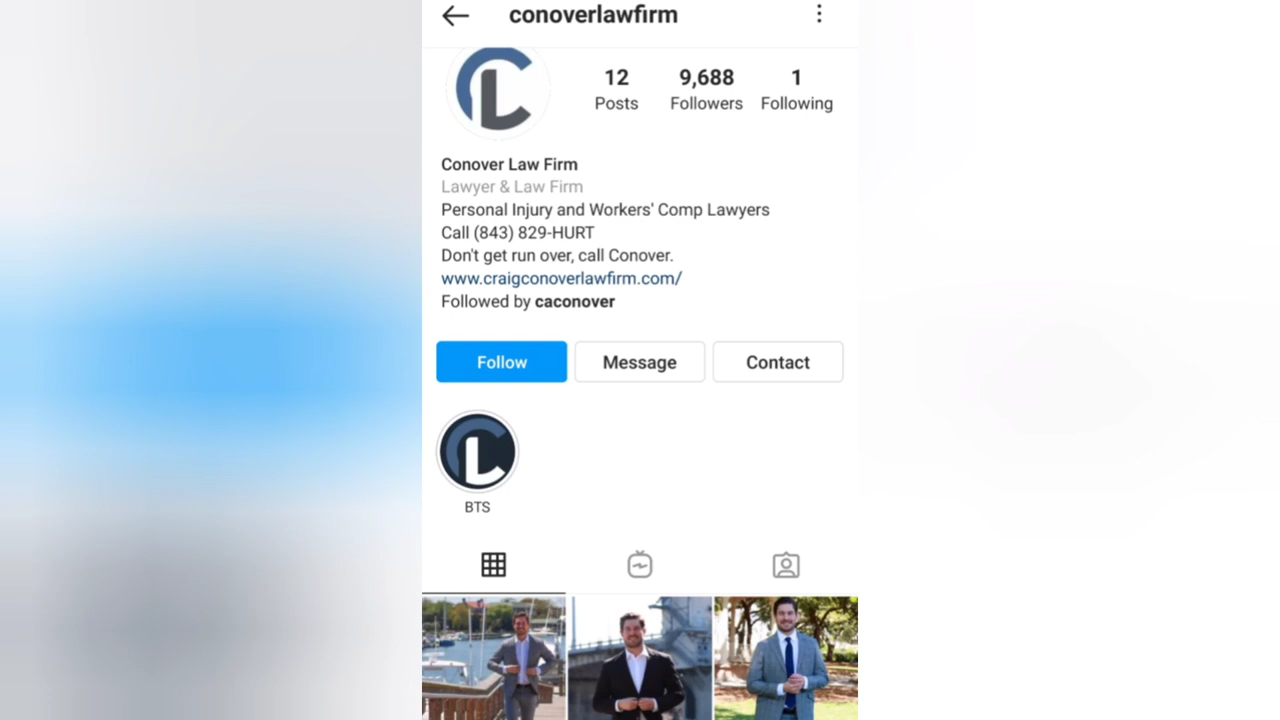 conoverlawfirm
12 9,688 1
Posts Followers Following
Conover Law Firm
Lawyer & Law Firm
Personal Injury and Workers' Comp Lawyers
Call (843) 829-HURT
Don't get run over, call Conover.
www.craigconoverlawfirm.com/
Followed by caconover
Follow Message Contact
BTS